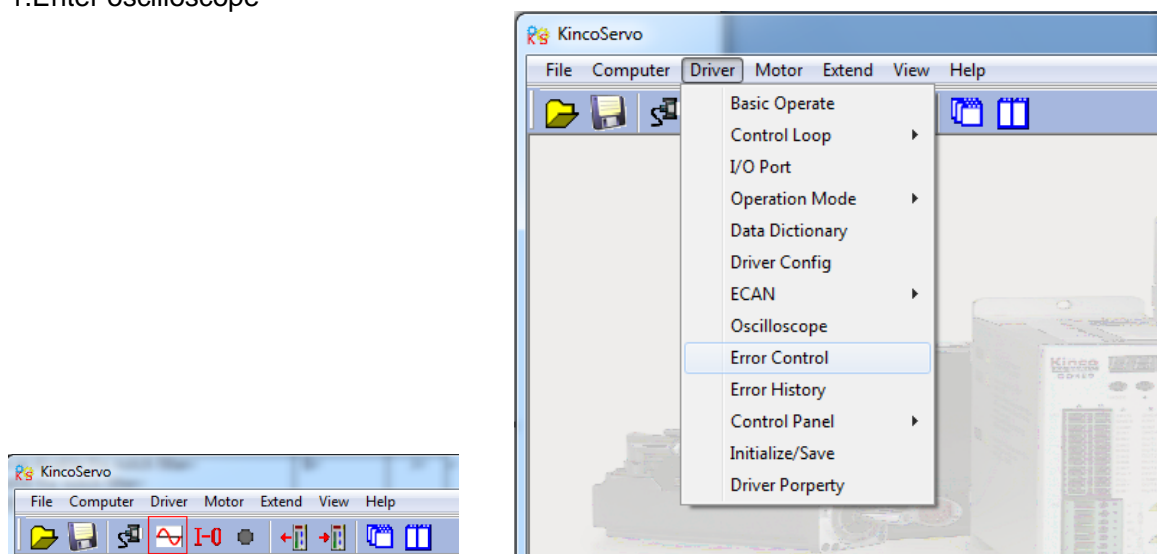 1.Enter oscilloscope
KincoServo
File Computer Driver Motor Extend View Help
Basic Operate
Control Loop
I/O Port
Operation Mode
Data Dictionary
Driver Config
ECAN
Oscilloscope
Error Control
Error History
Control Panel
Initialize/Save
Driver Porperty
Kinco
KincoServo
File Computer Driver Motor Extend View Help
I-0